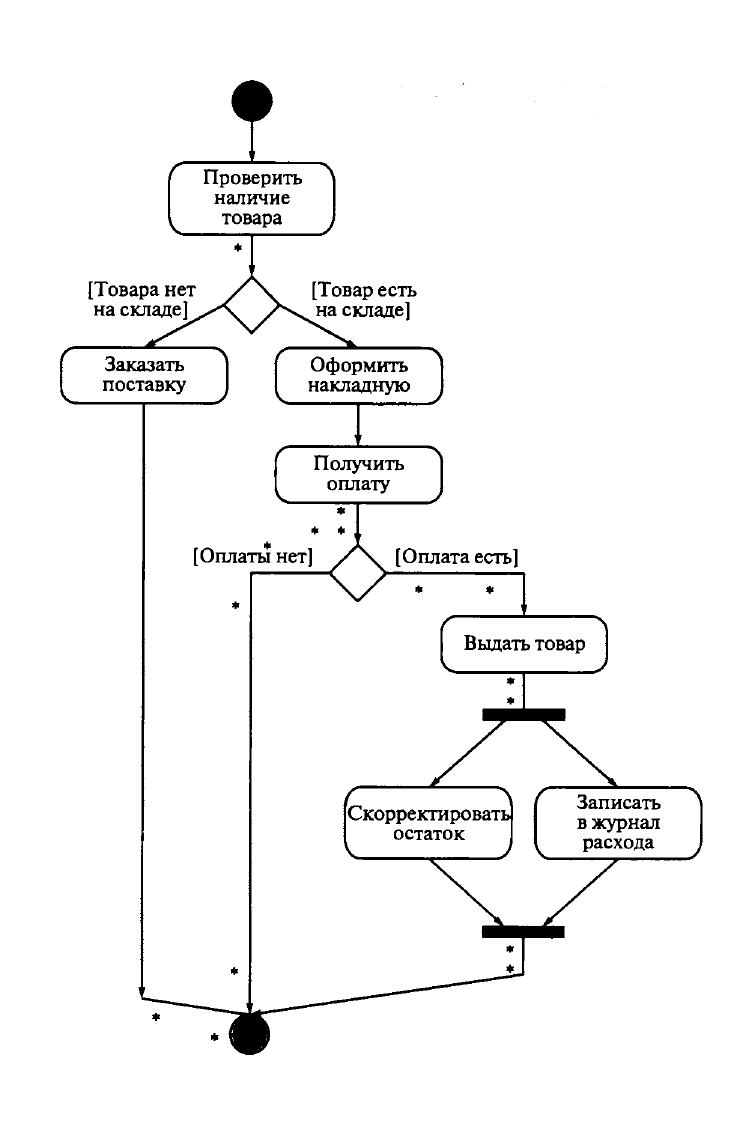 Проверить
наличие
товара
*
[Товара нет
на складе]
[Товар есть
на складе]
Заказать
поставку
Оформить
накладную
Получить
оплату
*
* *
*
[Оплаты нет]
[Оплата есть]
* *
*
Выдать товар
*
*
Скорректировать
остаток
Записать
в журнал
расхода
*
*
*
*
*